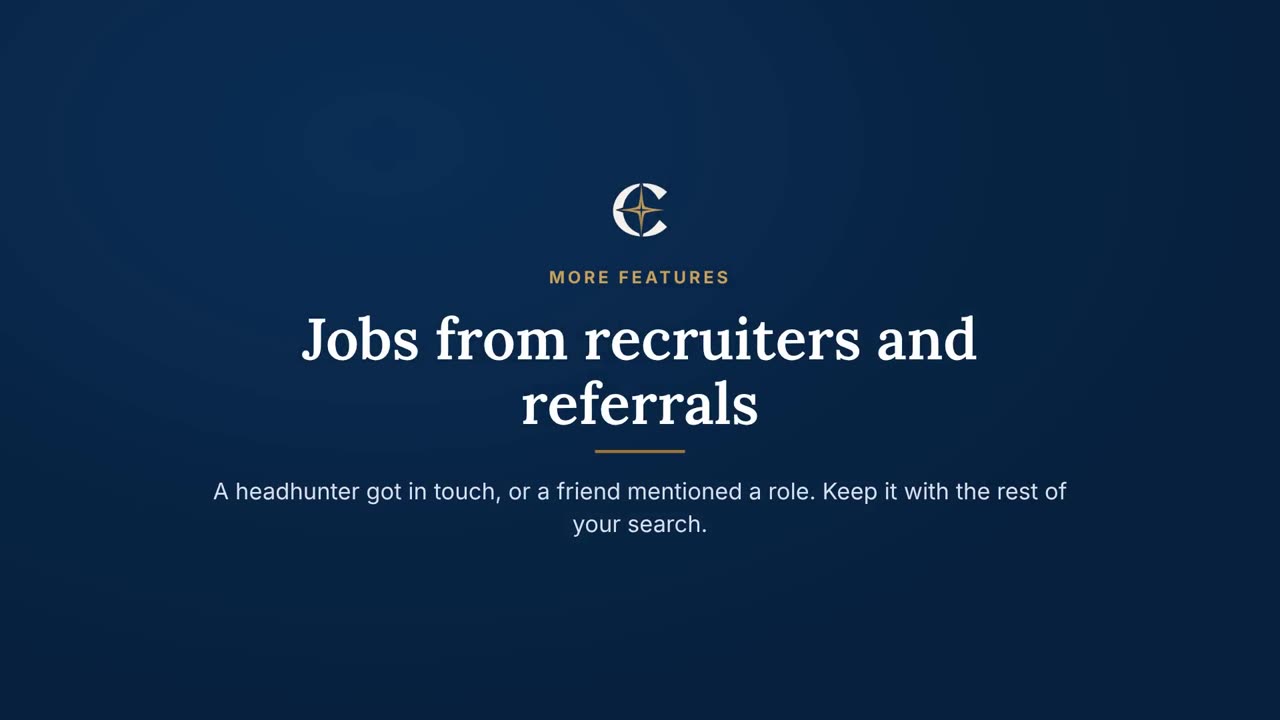 MORE FEATURES
Jobs from recruiters and
referrals
A headhunter got in touch, or a friend mentioned a role. Keep it with the rest of
your search.